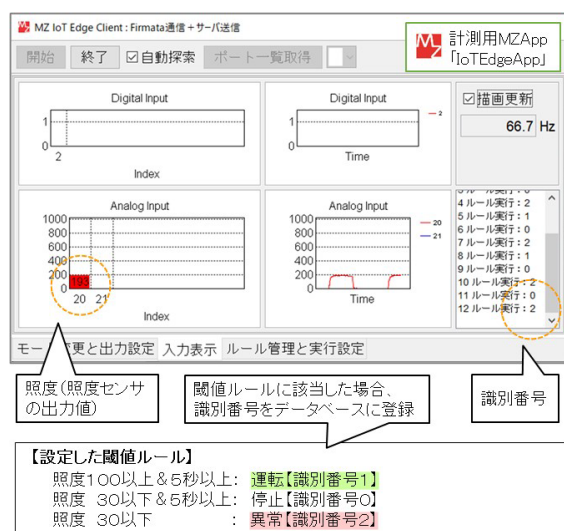 MZ IoT Edge Client : Firmata通信＋サーバ送信
開始 終了 自動探索 ポート一覧取得
計測用MZApp
「IoTEdgeApp」
Digital Input
1
0
2
Index
Digital Input
1
0
Time
2
描画更新
66.7 Hz
Analog Input
1000
800
600
400
200
0
193
20 21
Index
Analog Input
1000
800
600
400
200
0
Time
20
21
4 ルール実行：2
5 ルール実行：1
6 ルール実行：0
7 ルール実行：2
8 ルール実行：1
9 ルール実行：0
10 ルール実行：2
11 ルール実行：0
12 ルール実行：2
入力表示 ルール管理と実行設定
変更と出力設定
照度（照度センサ
の出力値）
閾値ルールに該当した場合、
識別番号をデータベースに登録
識別番号
【設定した閾値ルール】
照度100以上＆5秒以上： 運転【識別番号1】
照度 30以下＆5秒以上： 停止【識別番号0】
照度 30以下 ： 異常【識別番号2】